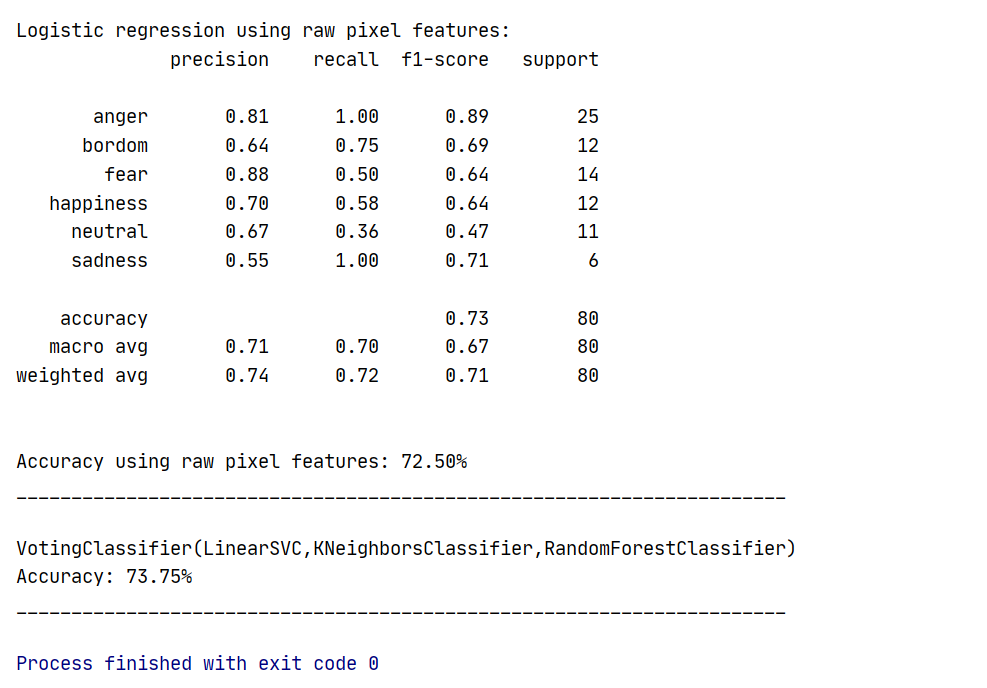 Logistic regression using raw pixel features:
precision recall f1-score support
anger 0.81 1.00 0.89 25
bordom 0.64 0.75 0.69 12
fear 0.88 0.50 0.64 14
happiness 0.70 0.58 0.64 12
neutral 0.67 0.36 0.47 11
sadness 0.55 1.00 0.71 6
accuracy 0.73 80
macro avg 0.71 0.70 0.67 80
weighted avg 0.74 0.72 0.71 80
Accuracy using raw pixel features: 72.50%
______________________________________________________________________
VotingClassifier(LinearSVC,KNeighborsClassifier,RandomForestClassifier)
Accuracy: 73.75%
______________________________________________________________________
Process finished with exit code 0